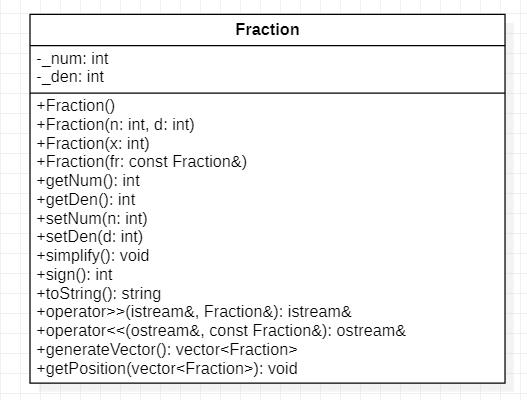 Fraction
-_num: int
-_den: int
+Fraction()
+Fraction(n: int, d: int)
+Fraction(x: int)
+Fraction(fr: const Fraction&)
+getNum(): int
+getDen(): int
+setNum(n: int)
+setDen(d: int)
+simplify(): void
+sign(): int
+toString(): string
+operator>>(istream&, Fraction&): istream&
+operator<<(ostream&, const Fraction&): ostream&
+generateVector(): vector<Fraction>
+getPosition(vector<Fraction>): void